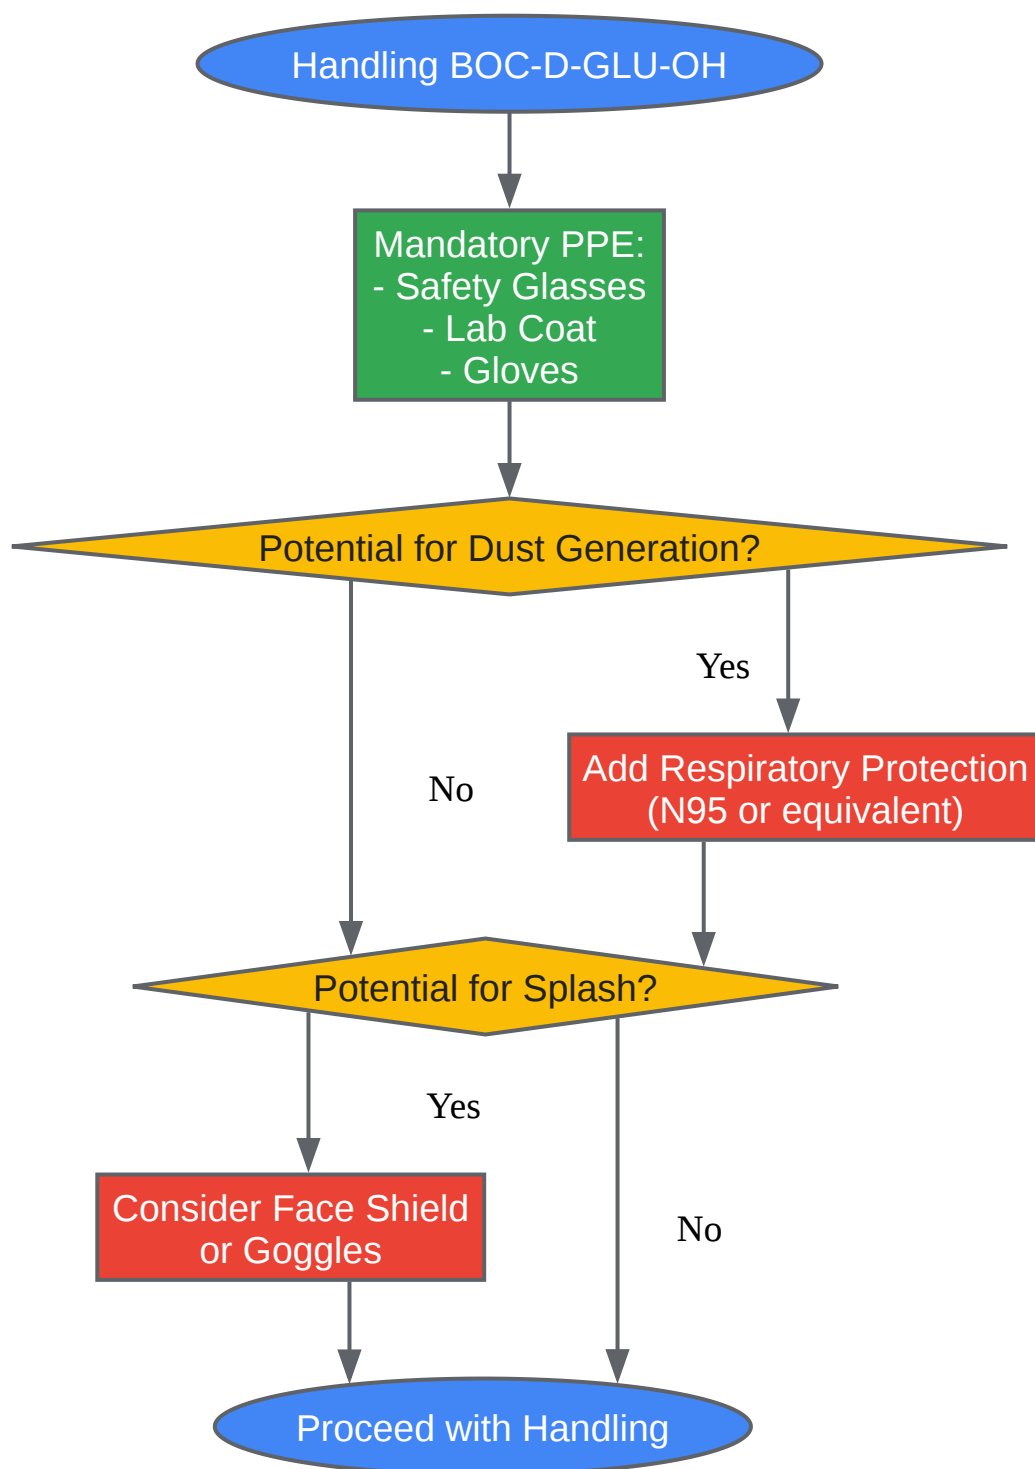 Handling BOC-D-GLU-OH
Mandatory PPE:
- Safety Glasses
- Lab Coat
- Gloves
Potential for Dust Generation?
Yes
Add Respiratory Protection
(N95 or equivalent)
No
Potential for Splash?
Yes
Consider Face Shield
or Goggles
No
Proceed with Handling